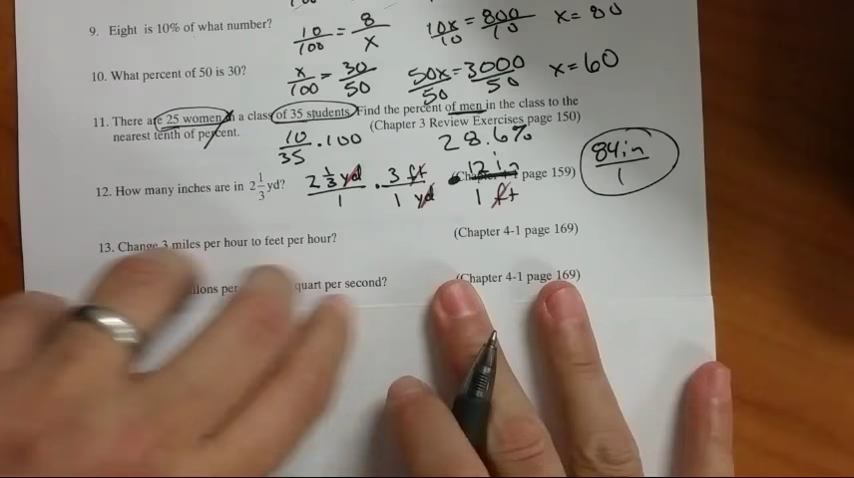 9. Eight is 10% of what number? 10/100 = 8/x 10x/10 = 800/10 x = 80
10. What percent of 50 is 30? x/100 = 30/50 50x/50 = 3000/50 x = 60
11. There are 25 women a class of 35 students. Find the percent of men in the class to the
nearest tenth of percent. (Chapter 3 Review Exercises page 150)
10/35 · 100 28.6%
12. How many inches are in 2 1/3 yd? 2 1/3 yd/1 · 3 ft/1 yd · 12 in/1 ft page 159) 84 in/1
13. Change 3 miles per hour to feet per hour? (Chapter 4-1 page 169)
quart per second? (Chapter 4-1 page 169)